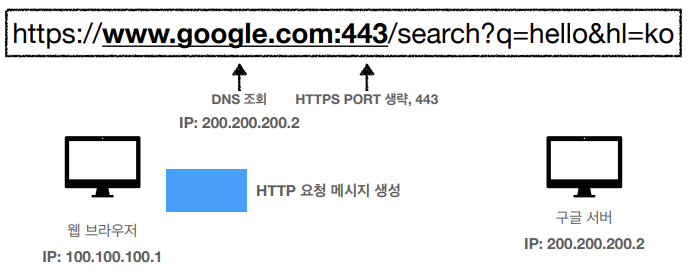 https://www.google.com:443/search?q=hello&hl=ko
DNS 조회
HTTPS PORT 생략, 443
IP: 200.200.200.2
HTTP 요청 메시지 생성
웹 브라우저
IP: 100.100.100.1
구글 서버
IP: 200.200.200.2